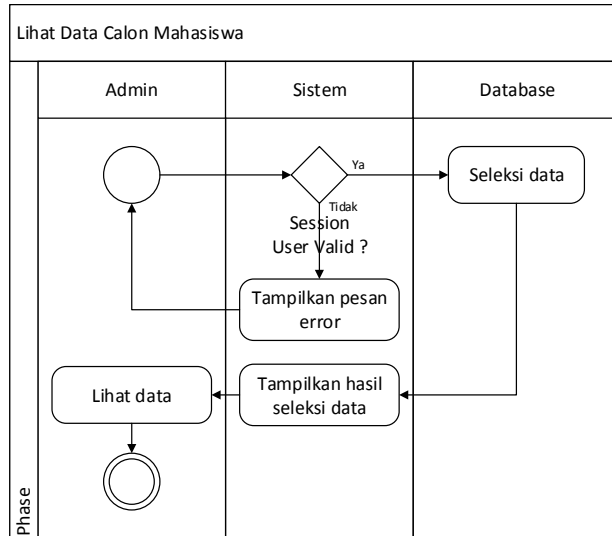 Lihat Data Calon Mahasiswa
Admin
Sistem
Database
Ya
Seleksi data
Tidak
Session
User Valid ?
Tampilkan pesan
error
Lihat data
Tampilkan hasil
seleksi data
Phase